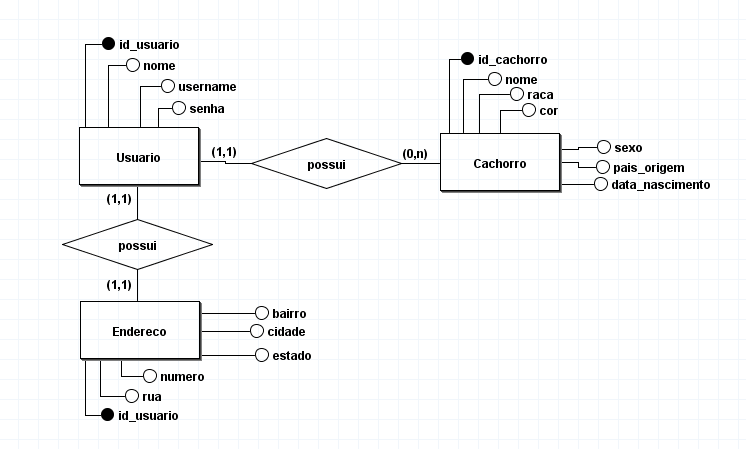 id_usuario
nome
username
senha
Usuario
(1,1)
possui
(0,n)
id_cachorro
nome
raca
cor
Cachorro
sexo
pais_origem
data_nascimento
(1,1)
possui
(1,1)
Endereco
bairro
cidade
estado
numero
rua
id_usuario